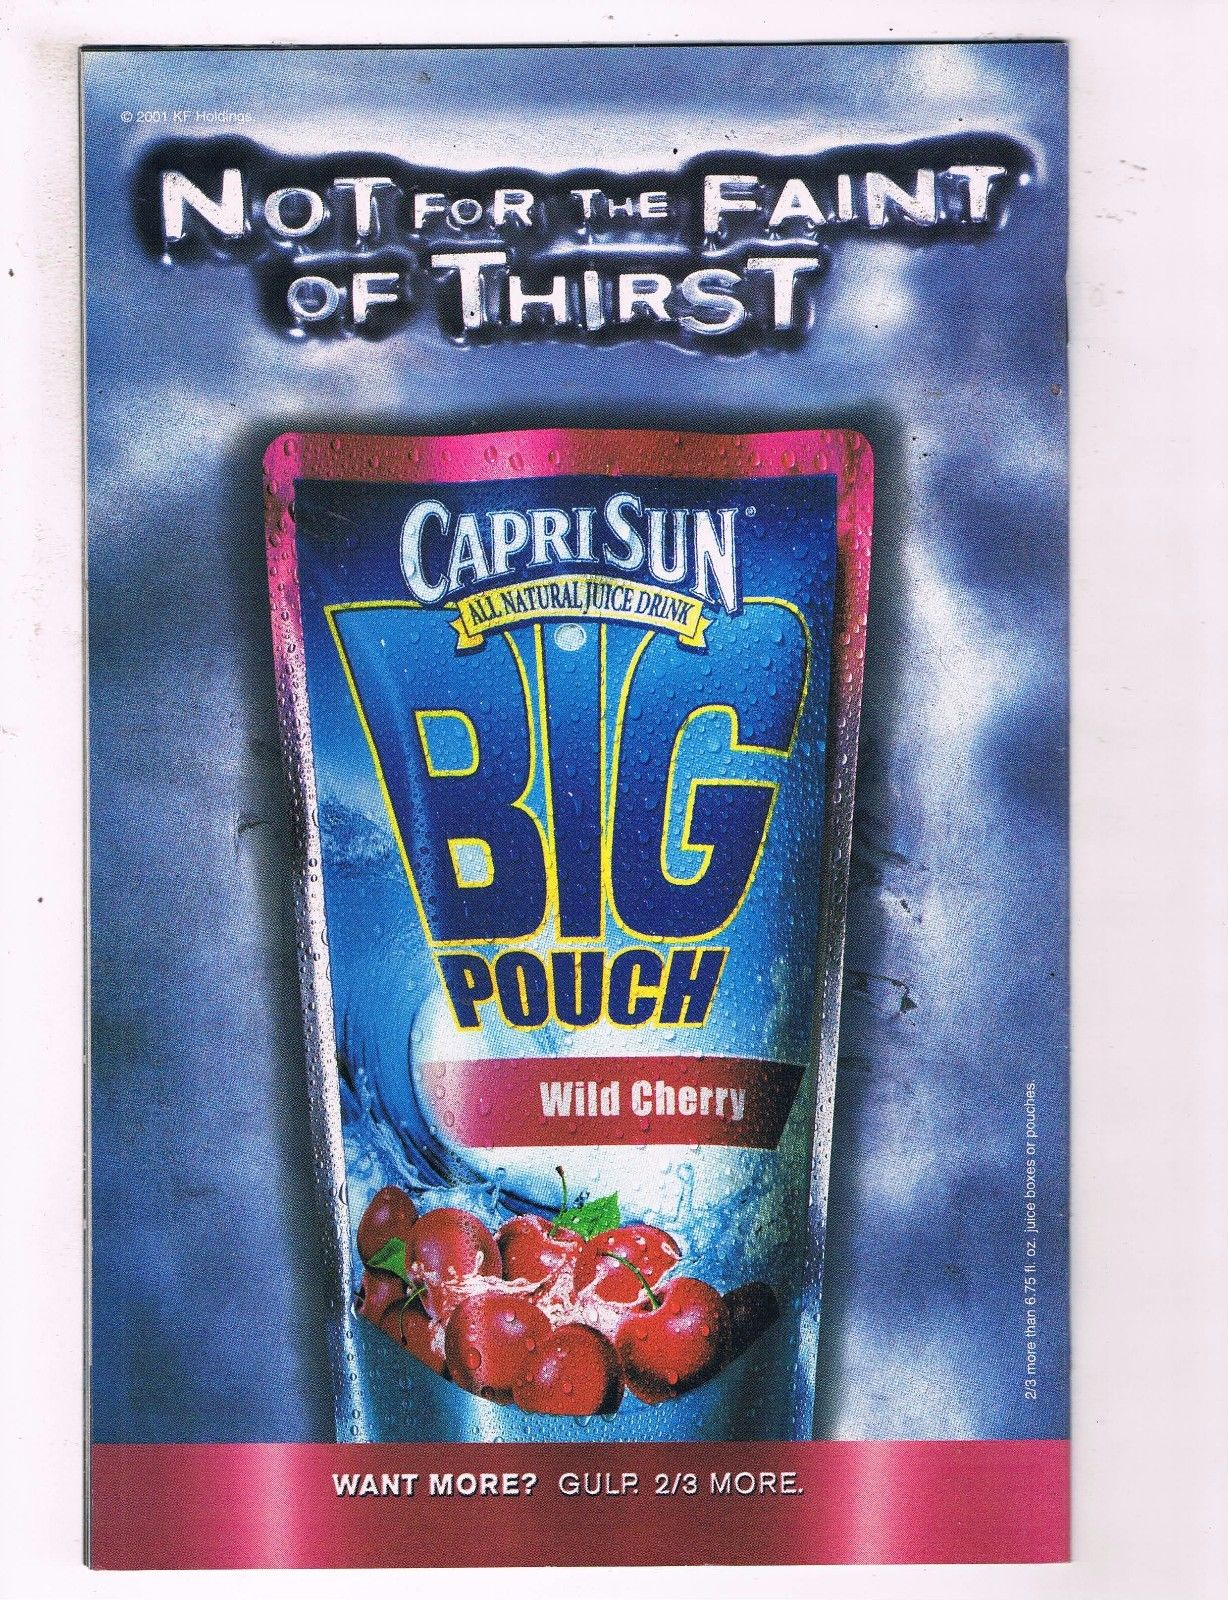 © 2001 KF Holdings
NOT FOR THE FAINT
OF THIRST
CAPRI SUN®
ALL NATURAL JUICE DRINK
BIG
POUCH
Wild Cherry
2/3 more than 6.75 fl. oz. juice boxes or pouches.
WANT MORE? GULP. 2/3 MORE.